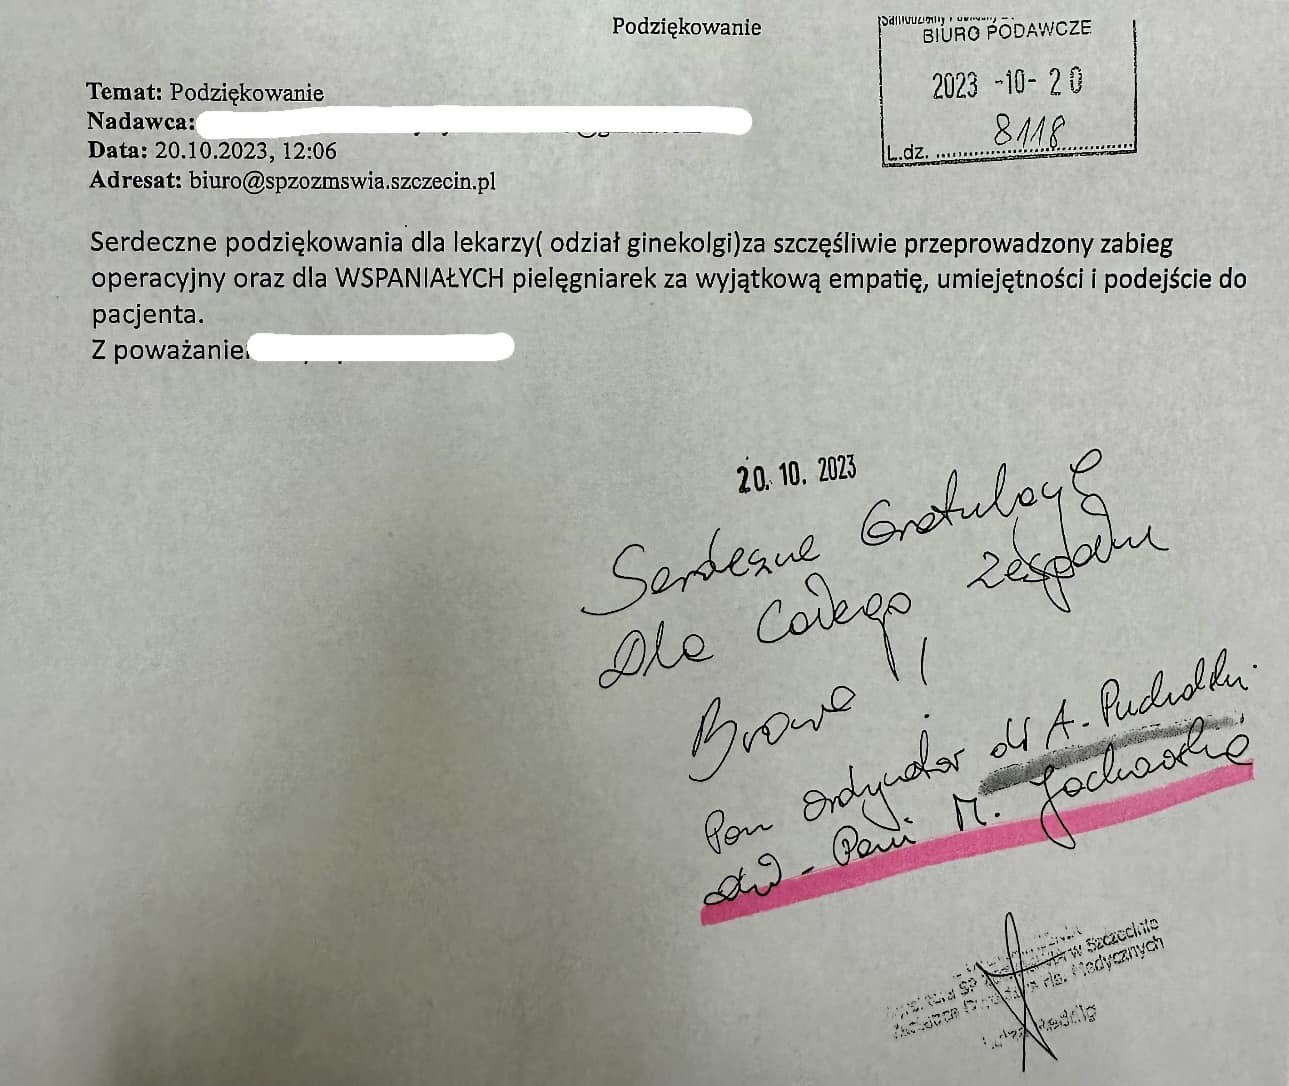 Podziękowanie
BIURO PODAWCZE
2023 -10- 20
8118
L.dz.
Temat: Podziękowanie
Nadawca:
Data: 20.10.2023, 12:06
Adresat: biuro@spzozmswia.szczecin.pl
Serdeczne podziękowania dla lekarzy( odział ginekolgi)za szczęśliwie przeprowadzony zabieg
operacyjny oraz dla WSPANIAŁYCH pielęgniarek za wyjątkową empatię, umiejętności i podejście do
pacjenta.
Z poważanie
20. 10. 2023
Serdeczne Gratulacje
Dla Całego Zespołu
Brawo !!
Pan Ordynator dr A.
Pani M.
w Szczecinie
Medycznych